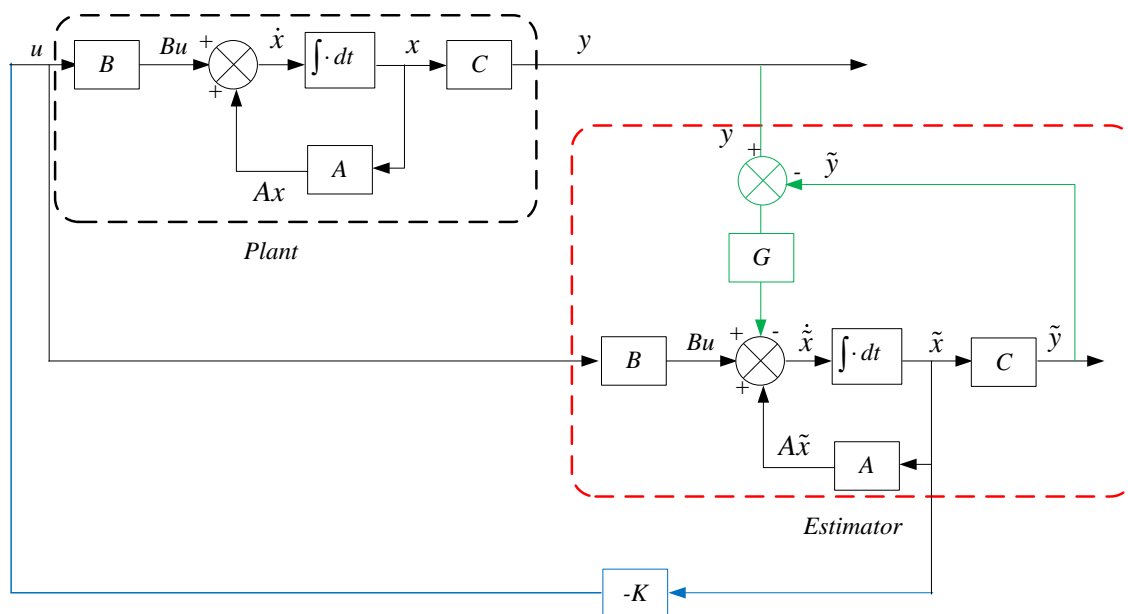 u B Bu + + ẋ ∫· dt x C y
Ax A
Plant
y + - ỹ
G
B Bu + - + x̃̇ ∫· dt x̃ C ỹ
Ax̃ A
Estimator
-K